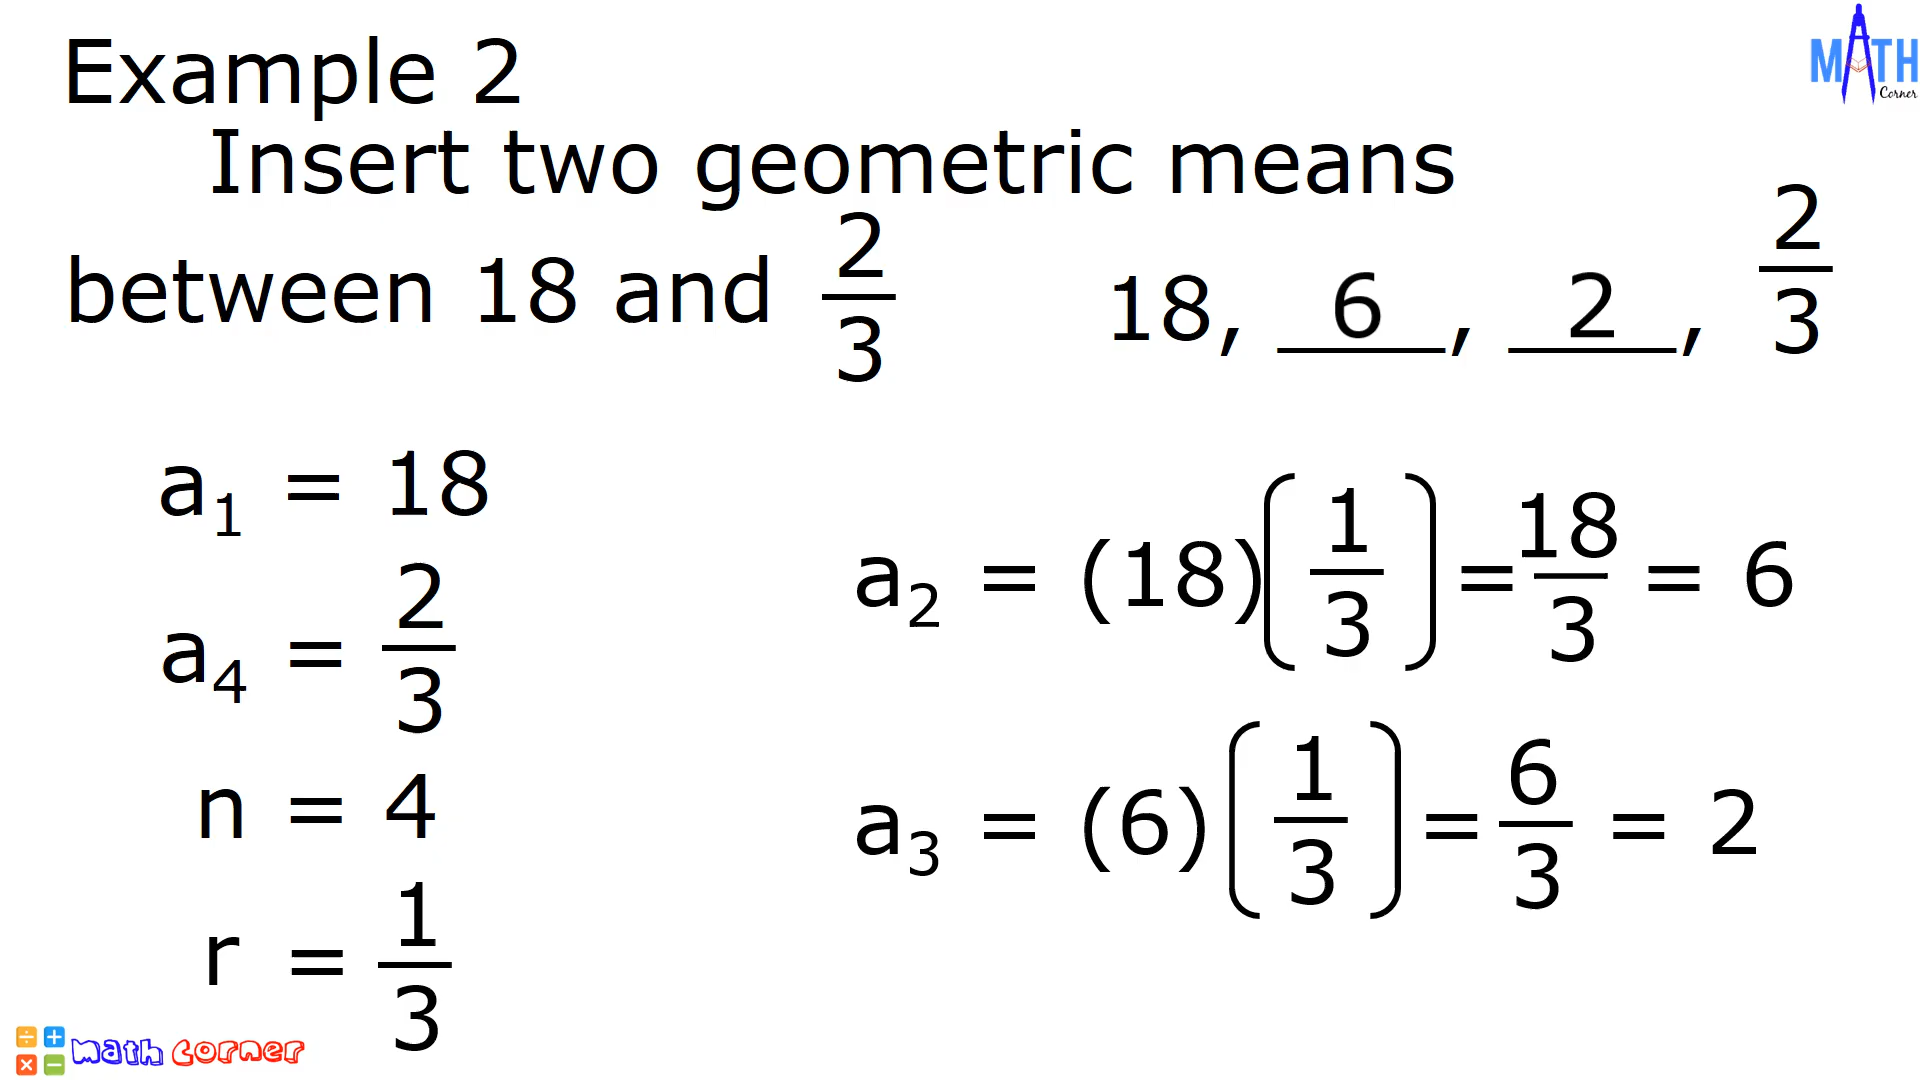 Example 2
MATH
Corner
Insert two geometric means
between 18 and 2/3
18, 6, 2, 2/3
a₁ = 18
a₄ = 2/3
n = 4
r = 1/3
a₂ = (18)(1/3) = 18/3 = 6
a₃ = (6)(1/3) = 6/3 = 2
÷ +
× −
math corner